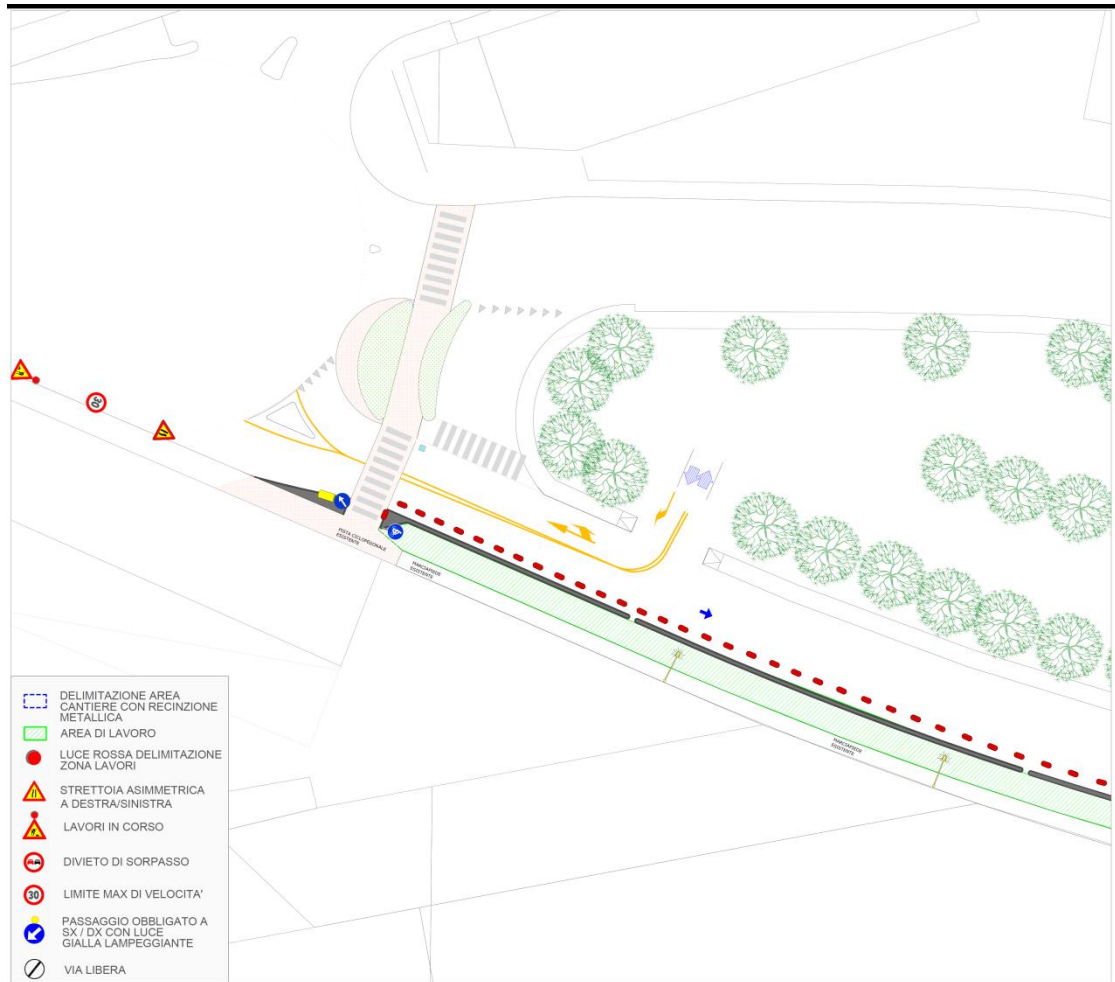 30
PISTA CICLOPEDONALE
ESISTENTE
MARCIAPIEDE
ESISTENTE
MARCIAPIEDE
ESISTENTE
DELIMITAZIONE AREA
CANTIERE CON RECINZIONE
METALLICA
AREA DI LAVORO
LUCE ROSSA DELIMITAZIONE
ZONA LAVORI
STRETTOIA ASIMMETRICA
A DESTRA/SINISTRA
LAVORI IN CORSO
DIVIETO DI SORPASSO
30
LIMITE MAX DI VELOCITA'
PASSAGGIO OBBLIGATO A
SX / DX CON LUCE
GIALLA LAMPEGGIANTE
VIA LIBERA